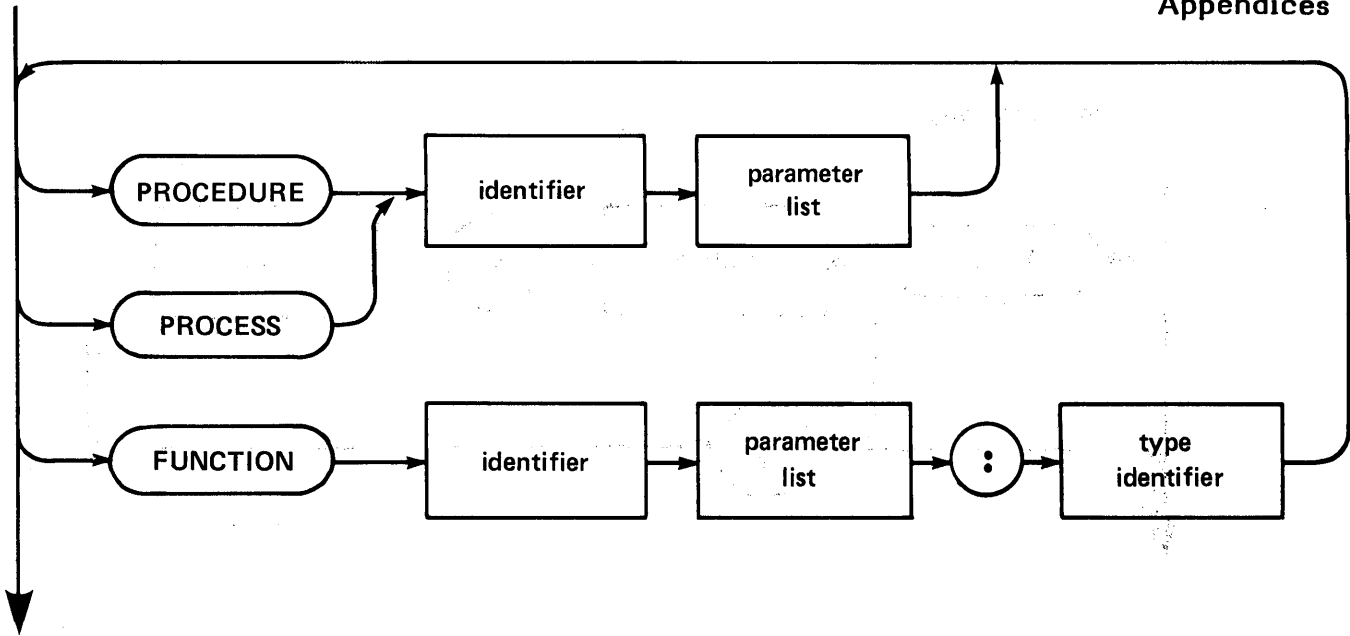 Appendices
PROCEDURE
identifier
parameter
list
PROCESS
FUNCTION
identifier
parameter
list
:
type
identifier